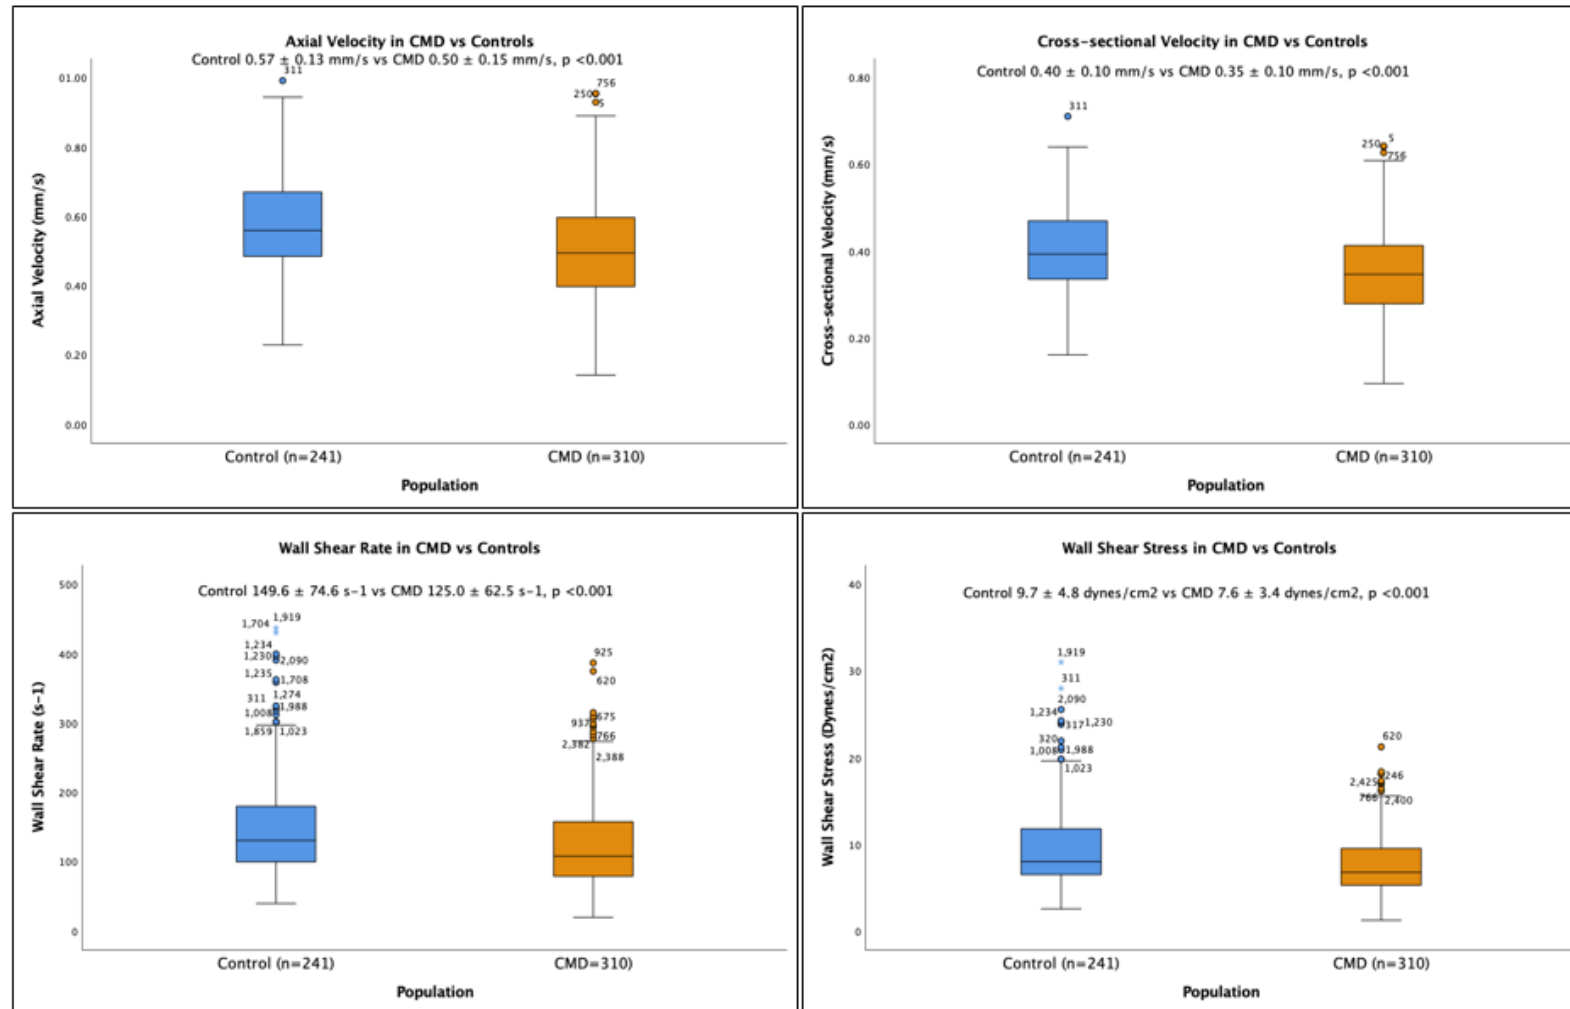 Axial Velocity in CMD vs Controls
Control 0.57 ± 0.13 mm/s vs CMD 0.50 ± 0.15 mm/s, p <0.001
311
01.00
756
250
5
0.80
0.60
0.40
0.20
0.00
Axial Velocity (mm/s)
Control (n=241)
CMD (n=310)
Population
Cross-sectional Velocity in CMD vs Controls
Control 0.40 ± 0.10 mm/s vs CMD 0.35 ± 0.10 mm/s, p <0.001
0.80
311
5
250
756
0.60
0.40
0.20
0.00
Cross-sectional Velocity (mm/s)
Control (n=241)
CMD (n=310)
Population
Wall Shear Rate in CMD vs Controls
Control 149.6 ± 74.6 s-1 vs CMD 125.0 ± 62.5 s-1, p <0.001
500
1,919
1,704
1,234
400
1,230
2,090
925
1,235
1,708
620
311
1,274
1,008
1,988
300
1,859
1,023
937
675
766
2,382
2,388
200
100
0
Wall Shear Rate (s-1)
Control (n=241)
CMD=310)
Population
Wall Shear Stress in CMD vs Controls
Control 9.7 ± 4.8 dynes/cm2 vs CMD 7.6 ± 3.4 dynes/cm2, p <0.001
40
1,919
30
311
2,090
1,234
317
1,230
320
620
1,008
1,988
20
1,023
2,425
246
766
2,400
10
0
Wall Shear Stress (Dynes/cm2)
Control (n=241)
CMD (n=310)
Population